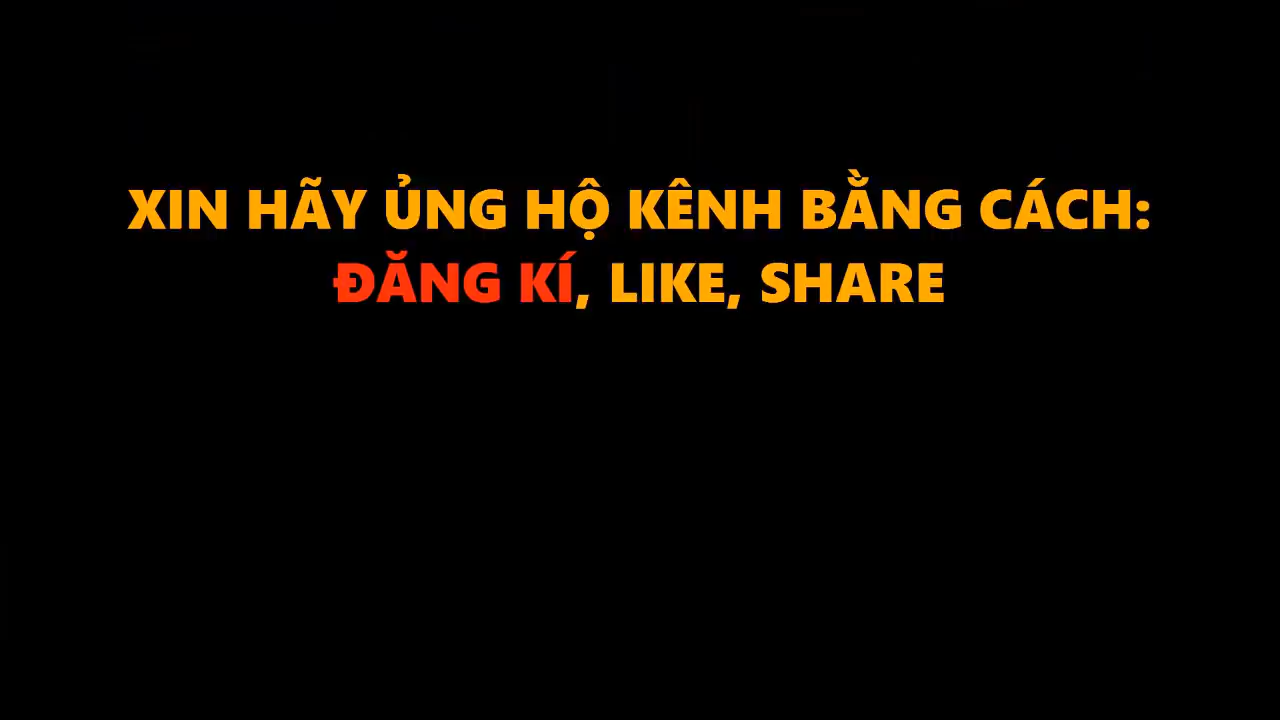 XIN HÃY ỦNG HỘ KÊNH BẰNG CÁCH:
ĐĂNG KÍ, LIKE, SHARE